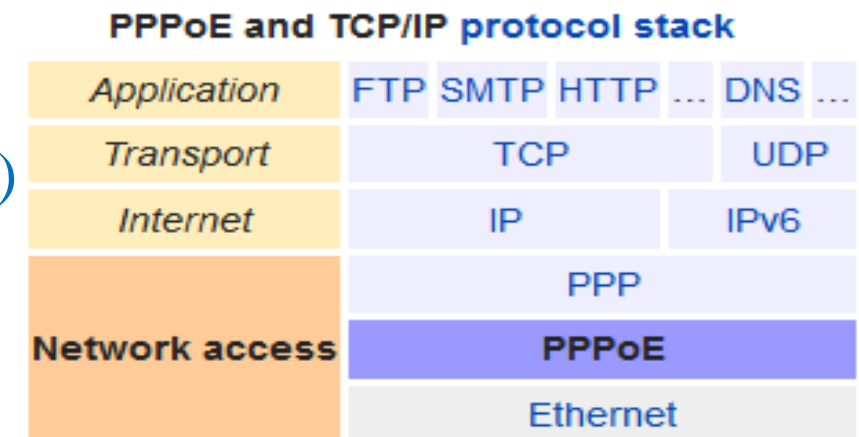 PPPoE and TCP/IP protocol stack
Application FTP SMTP HTTP ... DNS ...
Transport TCP UDP
)
Internet IP IPv6
PPP
Network access PPPoE
Ethernet